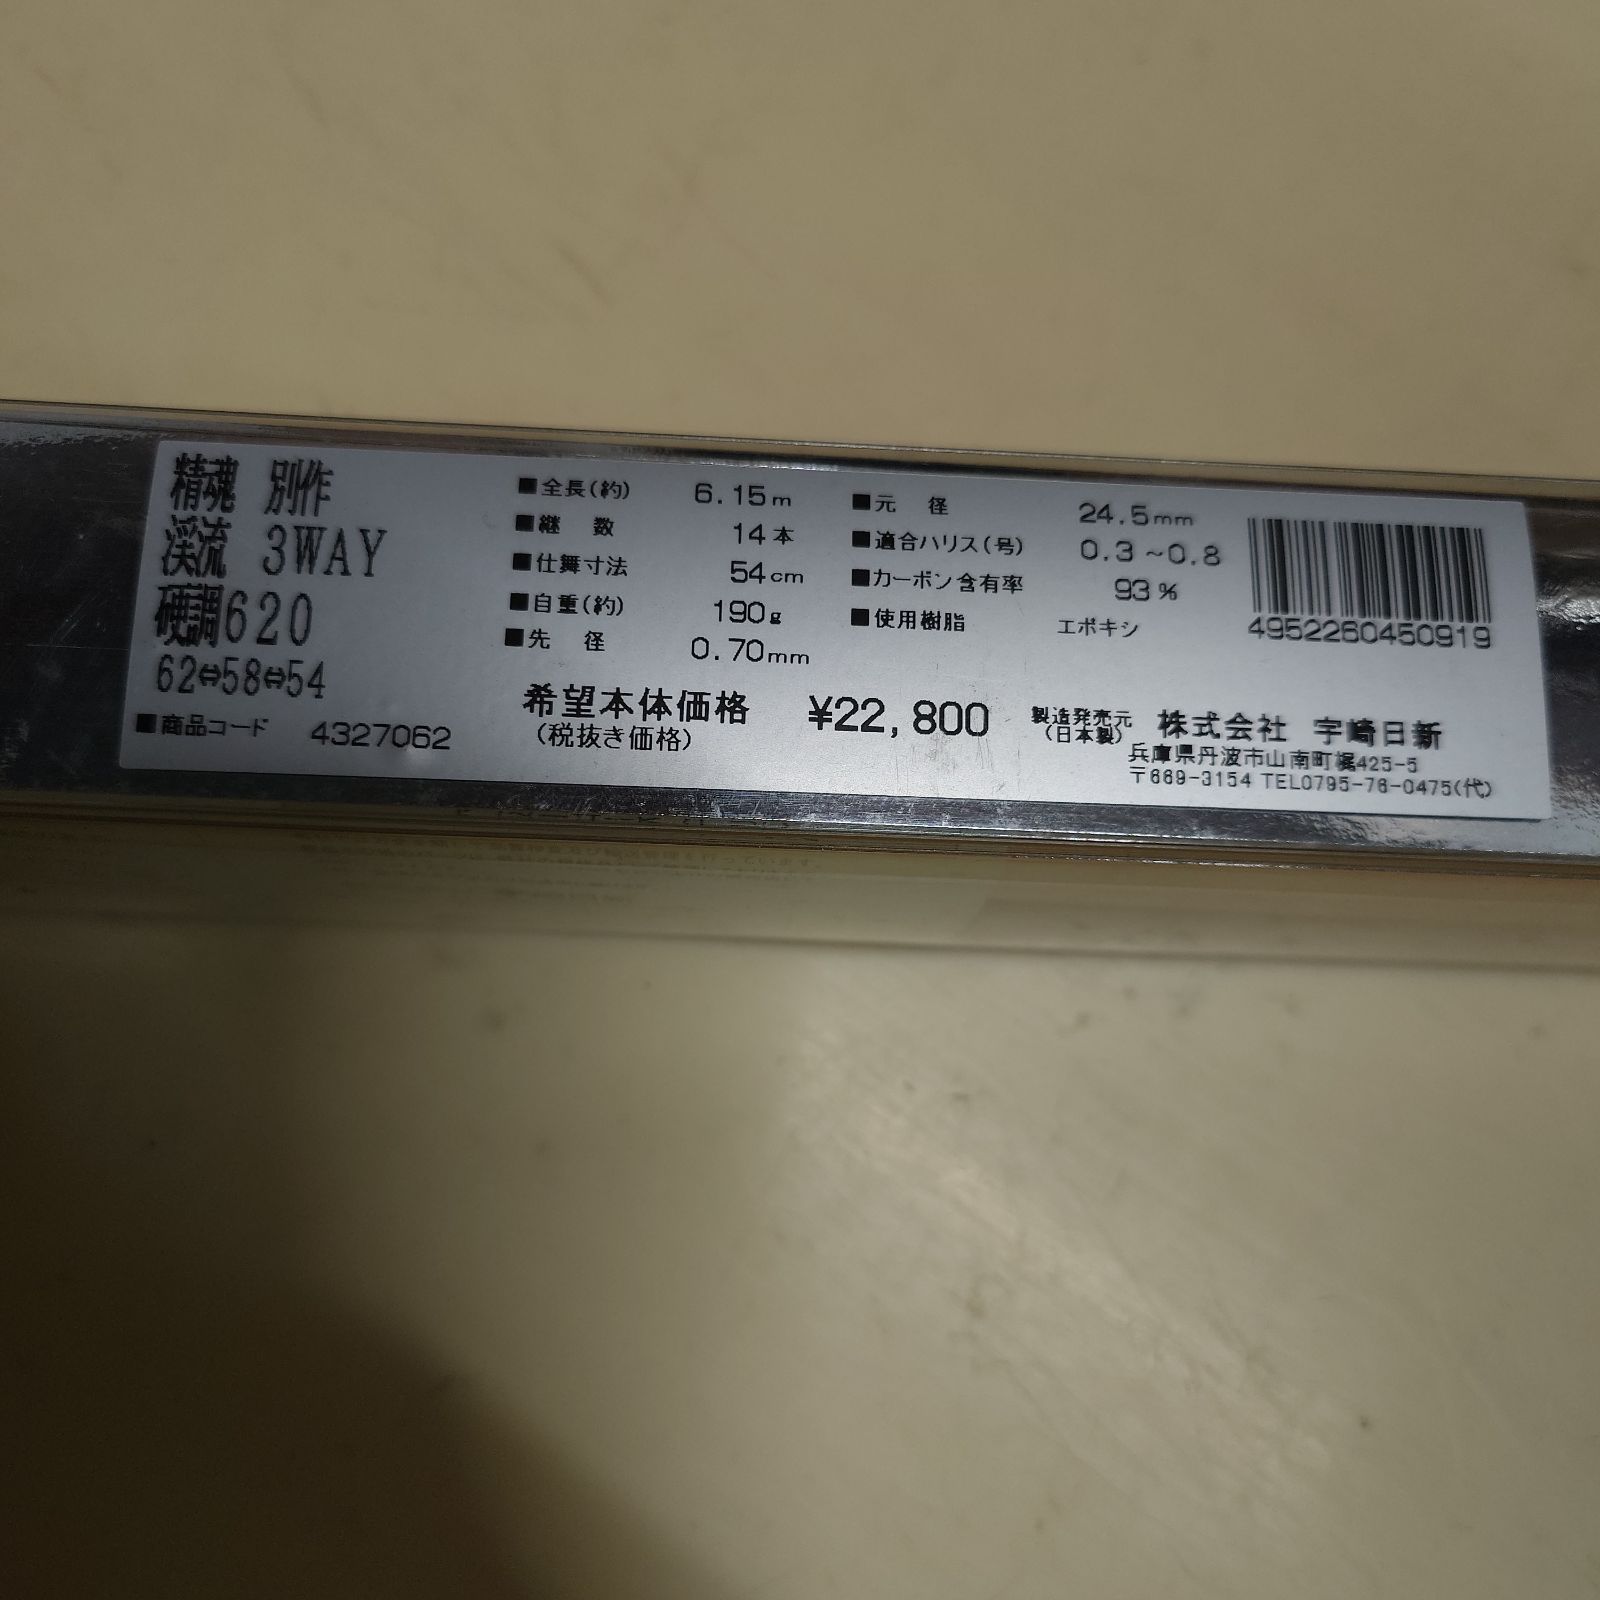 精魂 別作
渓流 3WAY
硬調620
62⇔58⇔54
■商品コード 4327062
■全長(約) 6.15m
■継 数 14本
■仕舞寸法 54cm
■自重(約) 190g
■先 径 0.70mm
■元 径 24.5mm
■適合ハリス(号) 0.3~0.8
■カーボン含有率 93%
■使用樹脂 エポキシ
4952260450919
希望本体価格 ¥22,800
(税抜き価格)
製造発売元 株式会社 宇崎日新
(日本製)
兵庫県丹波市山南町梶425-5
〒669-3154 TEL0795-76-0475(代)